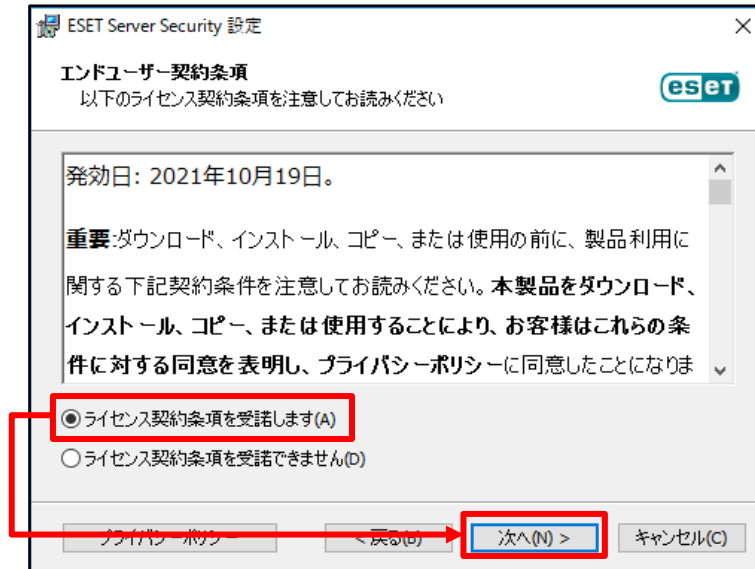 ESET Server Security 設定
エンドユーザー契約条項
以下のライセンス契約条項を注意してお読みください
eset
発効日: 2021年10月19日。
重要:ダウンロード、インストール、コピー、または使用の前に、製品利用に
関する下記契約条件を注意してお読みください。本製品をダウンロード、
インストール、コピー、または使用することにより、お客様はこれらの条
件に対する同意を表明し、プライバシーポリシーに同意したことになりま
ライセンス契約条項を受諾します(A)
ライセンス契約条項を受諾できません(D)
プライバシーポリシー < 戻る(B) 次へ(N) > キャンセル(C)